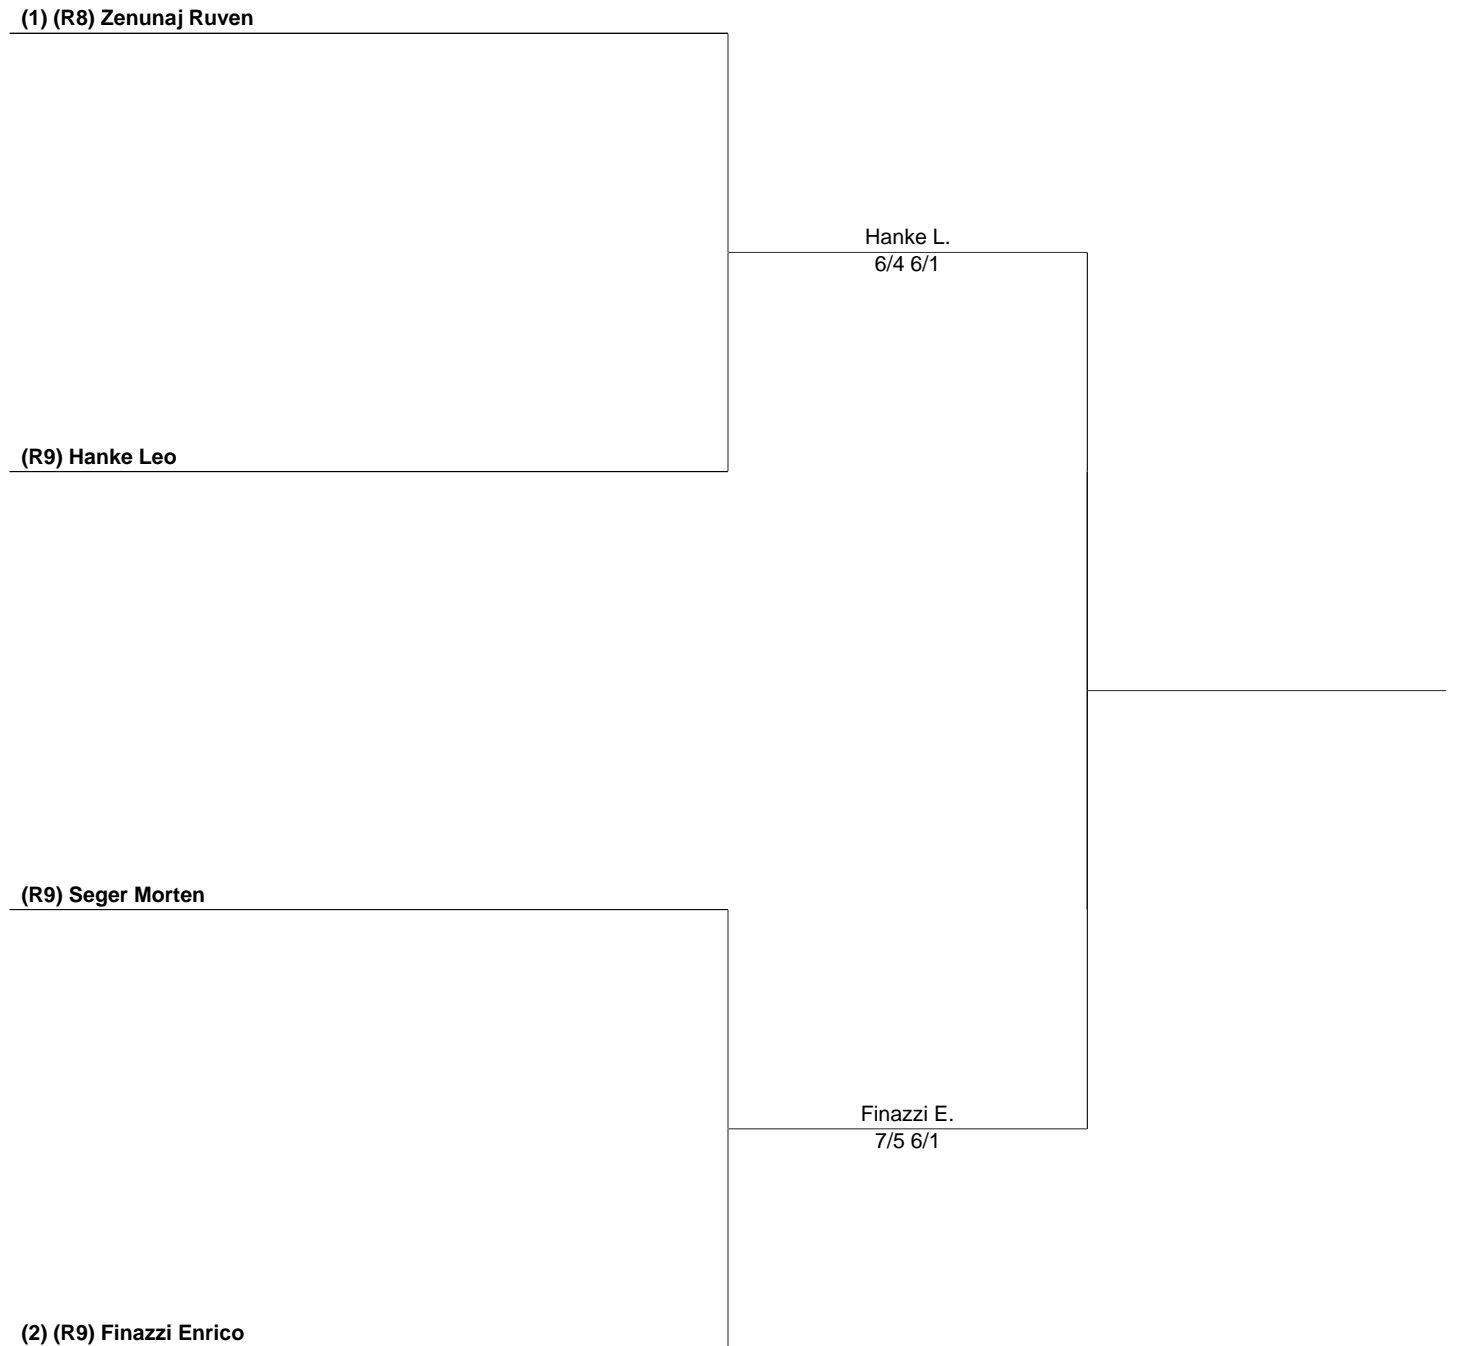 (1) (R8) Zenunaj Ruven
Hanke L.
6/4 6/1
(R9) Hanke Leo
(R9) Seger Morten
Finazzi E.
7/5 6/1
(2) (R9) Finazzi Enrico